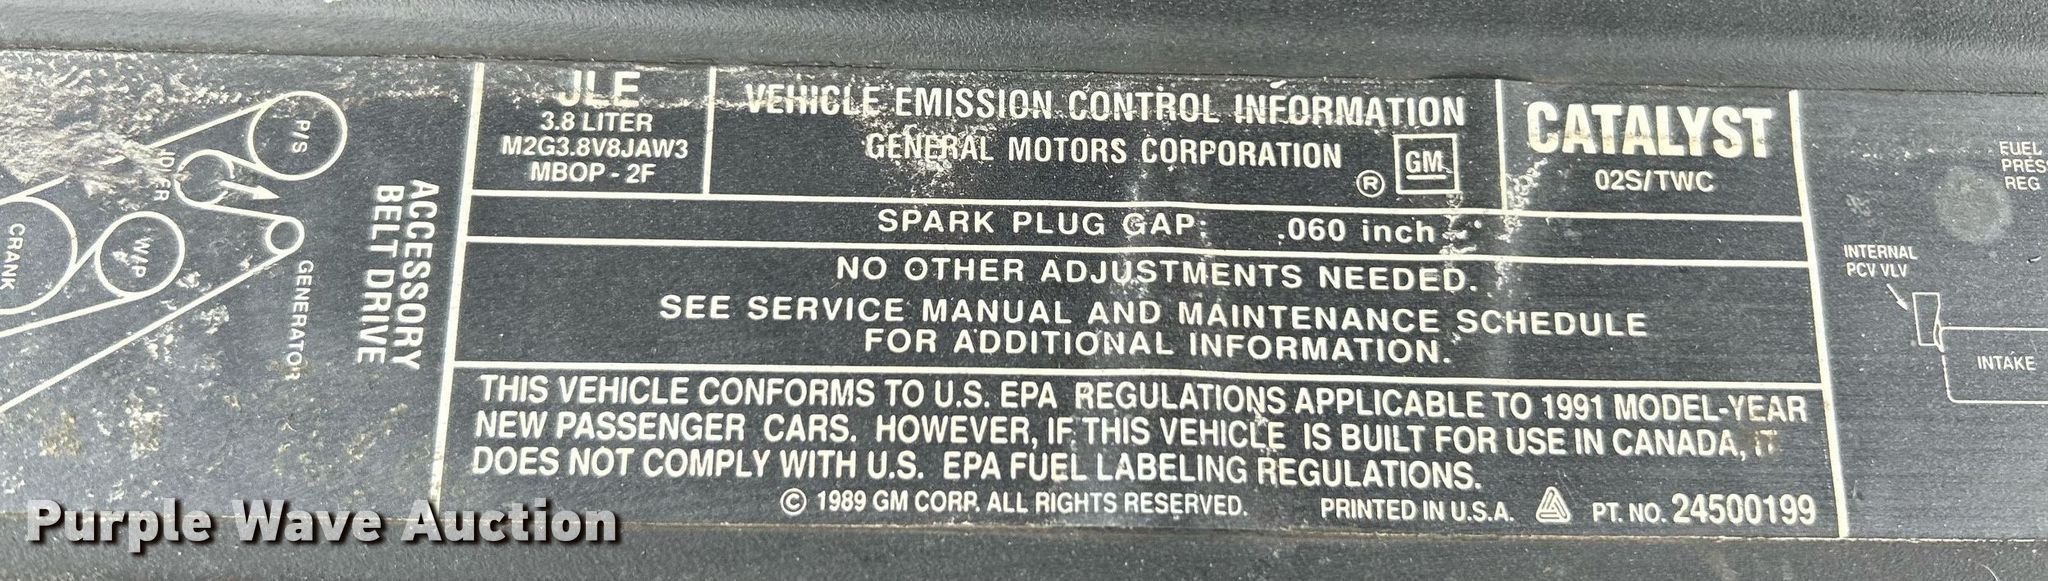 P/S
IDLER
W/P
CRANK
GENERATOR
ACCESSORY
BELT DRIVE
JLE
3.8 LITER
M2G3.8V8JAW3
MBOP - 2F
VEHICLE EMISSION CONTROL INFORMATION
GENERAL MOTORS CORPORATION
® GM
CATALYST
02S/TWC
SPARK PLUG GAP: .060 inch
NO OTHER ADJUSTMENTS NEEDED.
SEE SERVICE MANUAL AND MAINTENANCE SCHEDULE
FOR ADDITIONAL INFORMATION.
THIS VEHICLE CONFORMS TO U.S. EPA REGULATIONS APPLICABLE TO 1991 MODEL-YEAR
NEW PASSENGER CARS. HOWEVER, IF THIS VEHICLE IS BUILT FOR USE IN CANADA, IT
DOES NOT COMPLY WITH U.S. EPA FUEL LABELING REGULATIONS.
© 1989 GM CORP. ALL RIGHTS RESERVED. PRINTED IN U.S.A. PT. NO. 24500199
FUEL
PRES
REG
INTERNAL
PCV VLV
INTAKE
Purple Wave Auction